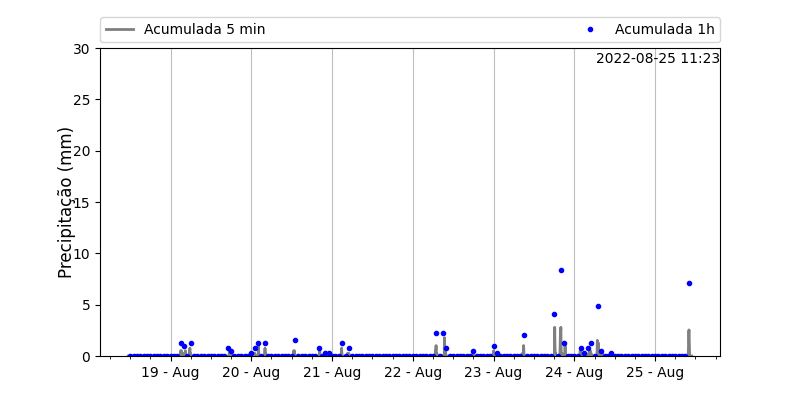 Acumulada 5 min
Acumulada 1h
2022-08-25 11:23
Precipitação (mm)
30
25
20
15
10
5
0
19 - Aug
20 - Aug
21 - Aug
22 - Aug
23 - Aug
24 - Aug
25 - Aug